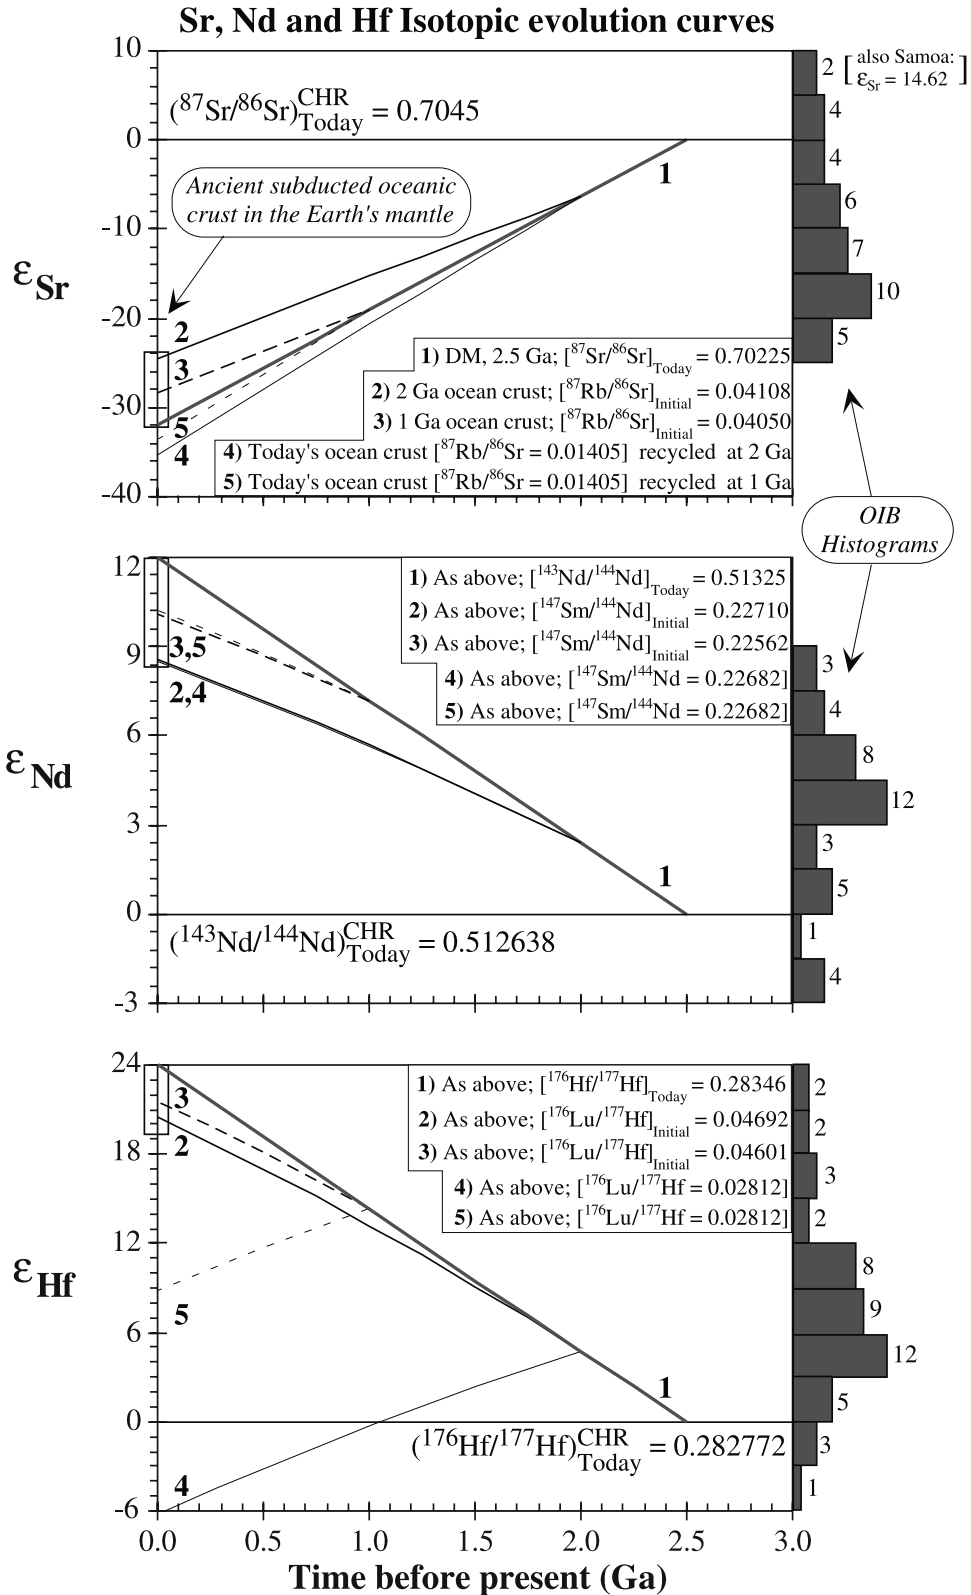 Sr, Nd and Hf Isotopic evolution curves
10
0
-10
-20
-30
-40
εSr
(87Sr/86Sr)CHR Today = 0.7045
Ancient subducted oceanic
crust in the Earth's mantle
1
2
3
5
4
1) DM, 2.5 Ga; [87Sr/86Sr]Today = 0.70225
2) 2 Ga ocean crust; [87Rb/86Sr]Initial = 0.04108
3) 1 Ga ocean crust; [87Rb/86Sr]Initial = 0.04050
4) Today's ocean crust [87Rb/86Sr = 0.01405] recycled at 2 Ga
5) Today's ocean crust [87Rb/86Sr = 0.01405] recycled at 1 Ga
2 [also Samoa:
εSr = 14.62]
4
4
6
7
10
5
OIB
Histograms
12
9
6
3
0
-3
εNd
1) As above; [143Nd/144Nd]Today = 0.51325
2) As above; [147Sm/144Nd]Initial = 0.22710
3) As above; [147Sm/144Nd]Initial = 0.22562
4) As above; [147Sm/144Nd = 0.22682]
5) As above; [147Sm/144Nd = 0.22682]
3,5
2,4
1
(143Nd/144Nd)CHR Today = 0.512638
3
4
8
12
3
5
1
4
24
18
12
6
0
-6
εHf
1) As above; [176Hf/177Hf]Today = 0.28346
2) As above; [176Lu/177Hf]Initial = 0.04692
3) As above; [176Lu/177Hf]Initial = 0.04601
4) As above; [176Lu/177Hf = 0.02812]
5) As above; [176Lu/177Hf = 0.02812]
3
2
5
1
4
(176Hf/177Hf)CHR Today = 0.282772
2
2
3
2
8
9
12
5
3
1
0.0 0.5 1.0 1.5 2.0 2.5 3.0
Time before present (Ga)